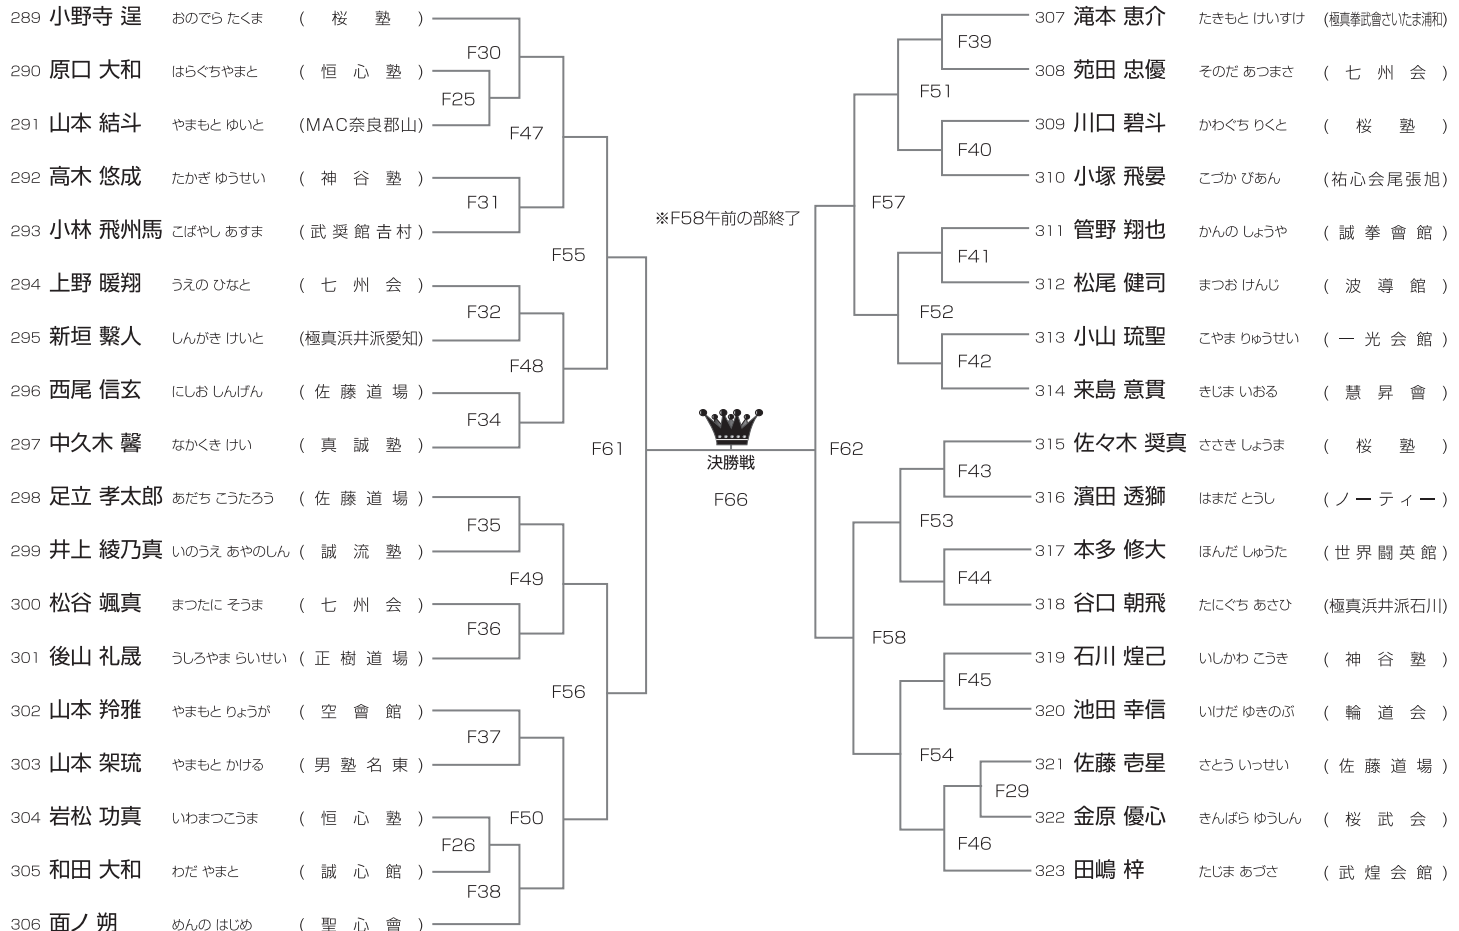 289 小野寺 逞 おのでら たくま (桜塾)
290 原口 大和 はらぐちやまと (恒心塾)
291 山本 結斗 やまもと ゆいと (MAC奈良郡山)
292 高木 悠成 たかぎ ゆうせい (神谷塾)
293 小林 飛州馬 こばやし あすま (武奨館吉村)
294 上野 暖翔 うえの ひなと (七州会)
295 新垣 繫人 しんがき けいと (極真浜井派愛知)
296 西尾 信玄 にしお しんげん (佐藤道場)
297 中久木 馨 なかくき けい (真誠塾)
298 足立 孝太郎 あだち こうたろう (佐藤道場)
299 井上 綾乃真 いのうえ あやのしん (誠流塾)
300 松谷 颯真 まつたに そうま (七州会)
301 後山 礼晟 うしろやま らいせい (正樹道場)
302 山本 羚雅 やまもと りょうが (空會館)
303 山本 架琉 やまもと かける (男塾名東)
304 岩松 功真 いわまつこうま (恒心塾)
305 和田 大和 わだ やまと (誠心館)
306 面ノ 朔 めんの はじめ (聖心會)
F30
F25
F47
F31
F55
F32
F48
F34
F61
F35
F49
F36
F56
F37
F50
F26
F38
※F58午前の部終了
決勝戦
F66
F39
F51
F40
F57
F41
F52
F42
F62
F43
F53
F44
F58
F45
F54
F29
F46
307 滝本 恵介 たきもと けいすけ (極真拳武會さいたま浦和)
308 苑田 忠優 そのだ あつまさ (七州会)
309 川口 碧斗 かわぐち りくと (桜塾)
310 小塚 飛晏 こづか びあん (祐心会尾張旭)
311 管野 翔也 かんの しょうや (誠拳會館)
312 松尾 健司 まつお けんじ (波導館)
313 小山 琉聖 こやま りゅうせい (一光会館)
314 来島 意貫 きじま いおる (慧昇會)
315 佐々木 奨真 ささき しょうま (桜塾)
316 濱田 透獅 はまだ とうし (ノーティー)
317 本多 修大 ほんだ しゅうた (世界闘英館)
318 谷口 朝飛 たにぐち あさひ (極真浜井派石川)
319 石川 煌己 いしかわ こうき (神谷塾)
320 池田 幸信 いけだ ゆきのぶ (輪道会)
321 佐藤 壱星 さとう いっせい (佐藤道場)
322 金原 優心 きんばら ゆうしん (桜武会)
323 田嶋 梓 たじま あづさ (武煌会館)